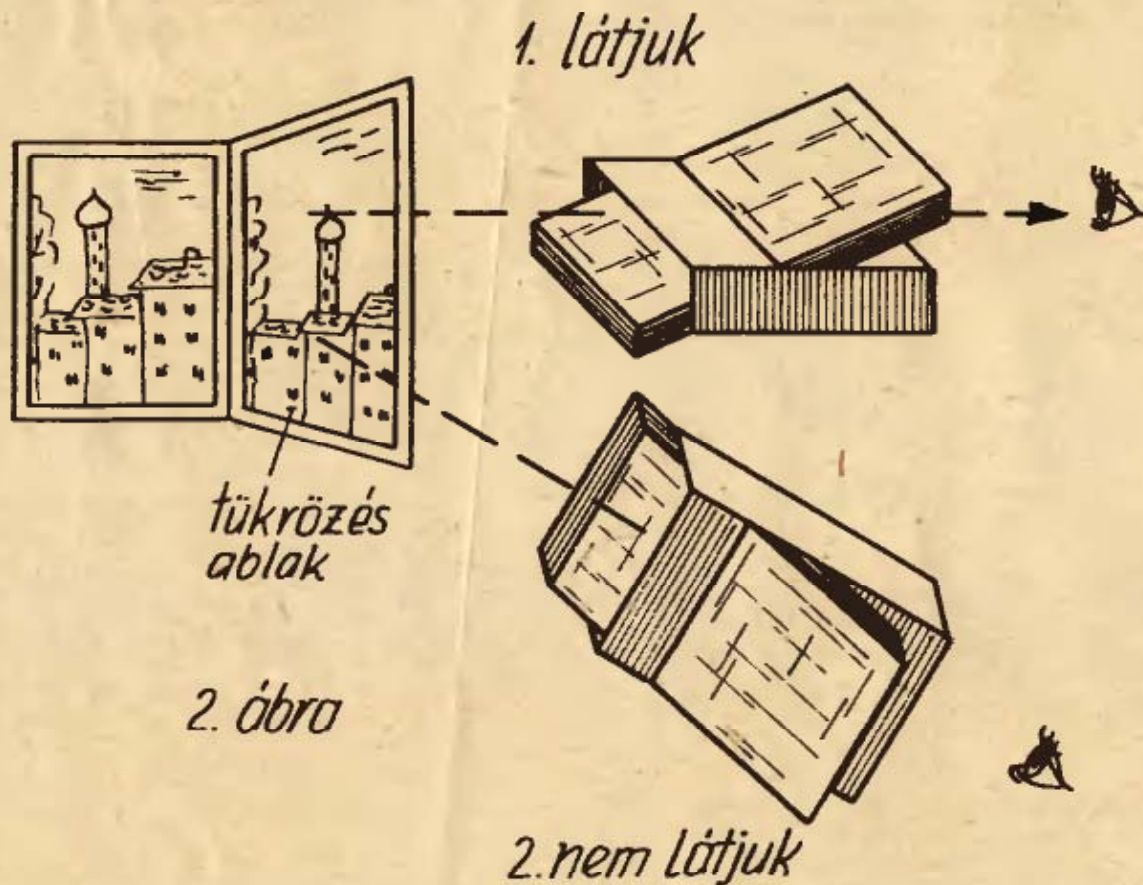 1. látjuk
tükrözés
ablak
2. ábra
2. nem látjuk